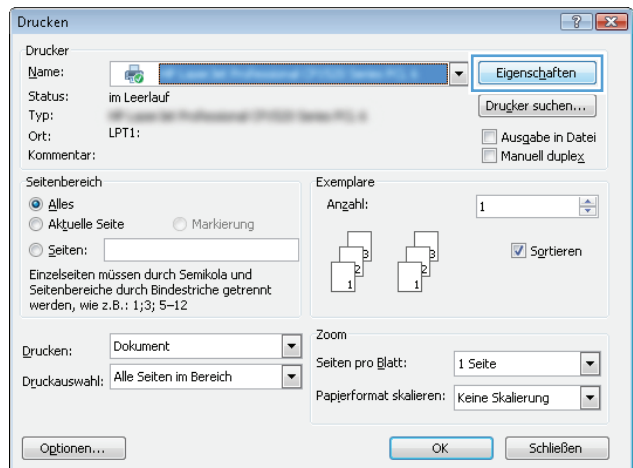 Drucken
Drucker
Name:
Eigenschaften
Status: im Leerlauf
Typ:
Drucker suchen...
Ort: LPT1:
Ausgabe in Datei
Kommentar:
Manuell duplex
Seitenbereich
Alles
Aktuelle Seite Markierung
Seiten:
Einzelseiten müssen durch Semikola und
Seitenbereiche durch Bindestriche getrennt
werden, wie z.B.: 1;3; 5–12
Exemplare
Anzahl: 1
3 3
2 2
1 1
Sortieren
Drucken: Dokument
Druckauswahl: Alle Seiten im Bereich
Zoom
Seiten pro Blatt: 1 Seite
Papierformat skalieren: Keine Skalierung
Optionen... OK Schließen